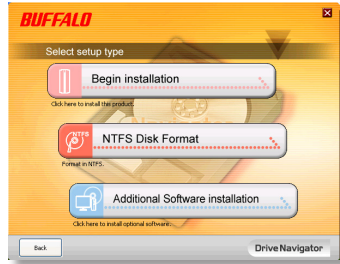 BUFFALO
Select setup type
Begin installation
Click here to install this product.
NTFS
NTFS Disk Format
Format in NTFS.
Additional Software installation
Click here to install optional software.
Back
DriveNavigator